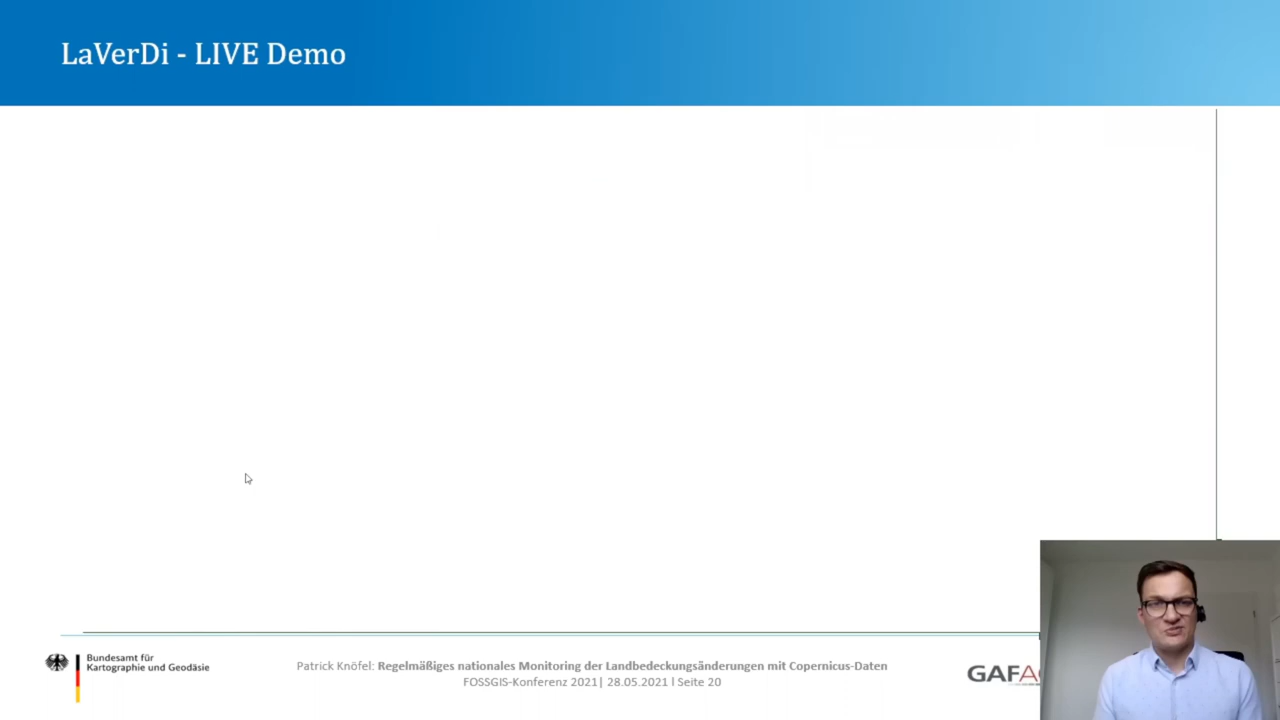 LaVerDi - LIVE Demo
Bundesamt für
Kartographie und Geodäsie
Patrick Knöfel: Regelmäßiges nationales Monitoring der Landbedeckungsänderungen mit Copernicus-Daten
FOSSGIS-Konferenz 2021| 28.05.2021 l Seite 20
GAFA